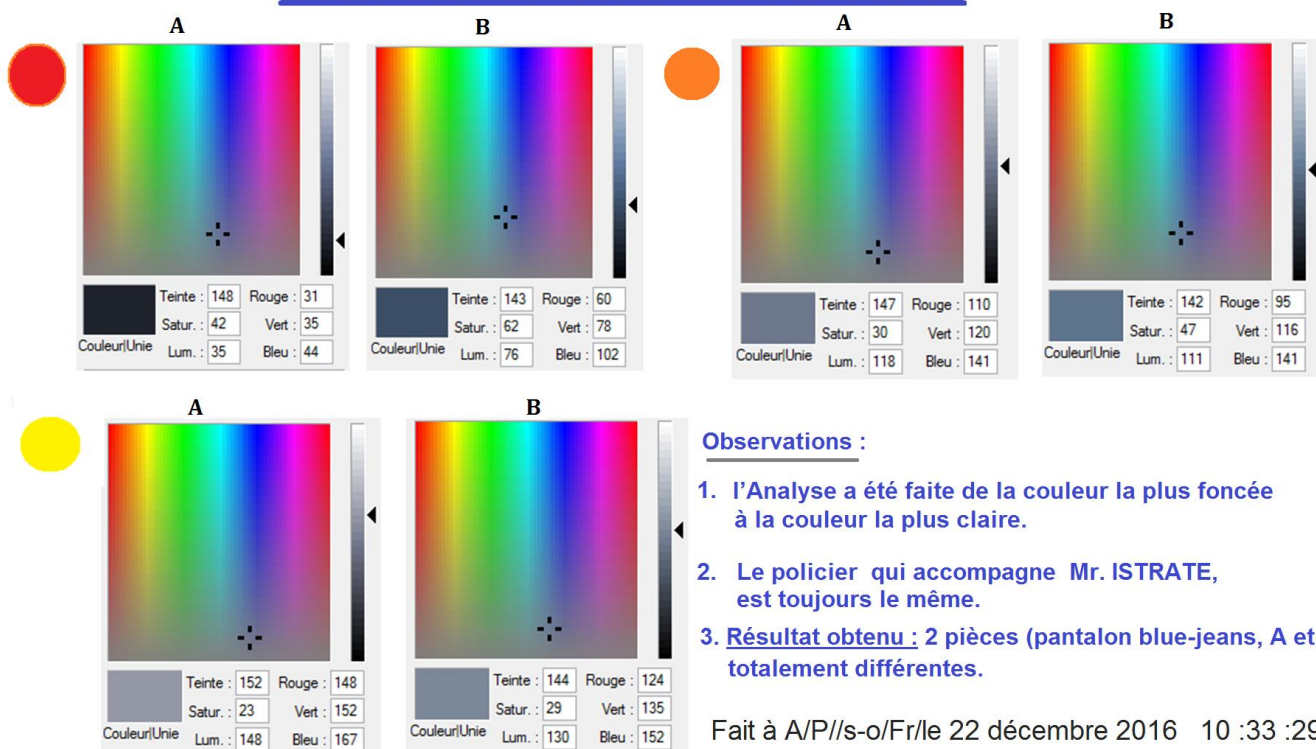 A
B
A
B
Teinte : 148 Rouge : 31
Satur. : 42 Vert : 35
Couleur|Unie Lum. : 35 Bleu : 44
Teinte : 143 Rouge : 60
Satur. : 62 Vert : 78
Couleur|Unie Lum. : 76 Bleu : 102
Teinte : 147 Rouge : 110
Satur. : 30 Vert : 120
Couleur|Unie Lum. : 118 Bleu : 141
Teinte : 142 Rouge : 95
Satur. : 47 Vert : 116
Couleur|Unie Lum. : 111 Bleu : 141
A
B
Teinte : 152 Rouge : 148
Satur. : 23 Vert : 152
Couleur|Unie Lum. : 148 Bleu : 167
Teinte : 144 Rouge : 124
Satur. : 29 Vert : 135
Couleur|Unie Lum. : 130 Bleu : 152
Observations :
1. l'Analyse a été faite de la couleur la plus foncée
à la couleur la plus claire.
2. Le policier qui accompagne Mr. ISTRATE,
est toujours le même.
3. Résultat obtenu : 2 pièces (pantalon blue-jeans, A et
totalement différentes.
Fait à A/P//s-o/Fr/le 22 décembre 2016 10 :33 :23